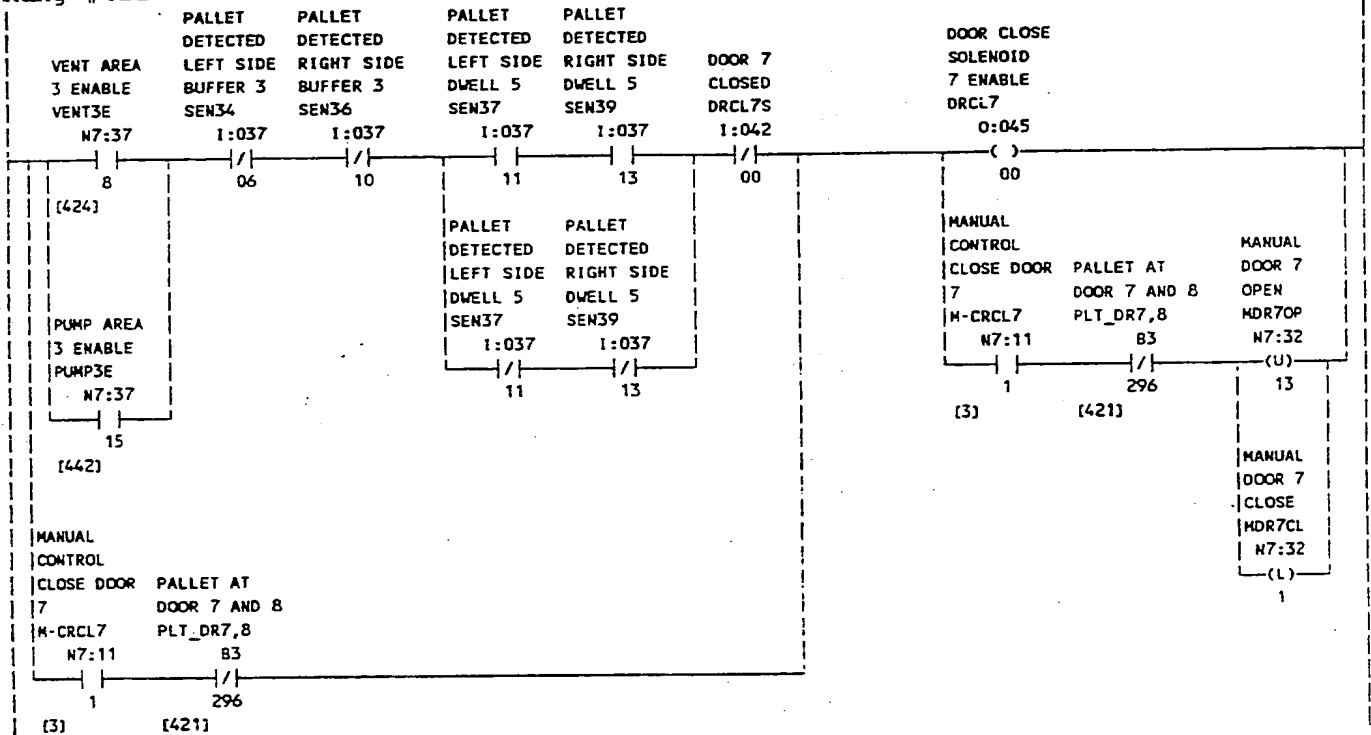 PALLET PALLET PALLET PALLET DOOR CLOSE
DETECTED DETECTED DETECTED DETECTED SOLENOID
VENT AREA LEFT SIDE RIGHT SIDE LEFT SIDE RIGHT SIDE DOOR 7 7 ENABLE
3 ENABLE BUFFER 3 BUFFER 3 DWELL 5 DWELL 5 CLOSED DRCL7
VENT3E SEN34 SEN36 SEN37 SEN39 DRCL7S
N7:37 I:037 I:037 I:037 I:037 I:042 O:045
8 06 10 11 13 00 00
[424]
PALLET PALLET MANUAL
DETECTED DETECTED CONTROL MANUAL
LEFT SIDE RIGHT SIDE CLOSE DOOR PALLET AT DOOR 7
DWELL 5 DWELL 5 7 DOOR 7 AND 8 OPEN
PUMP AREA SEN37 SEN39 M-CRCL7 PLT_DR7,8 MDR7OP
3 ENABLE I:037 I:037 N7:11 B3 N7:32
PUMP3E (U)
N7:37 11 13 1 296 13
15 [3] [421]
[442]
MANUAL
DOOR 7
CLOSE
MDR7CL
N7:32
(L)
1
MANUAL
CONTROL
CLOSE DOOR PALLET AT
7 DOOR 7 AND 8
M-CRCL7 PLT_DR7,8
N7:11 B3
1 296
[3] [421]